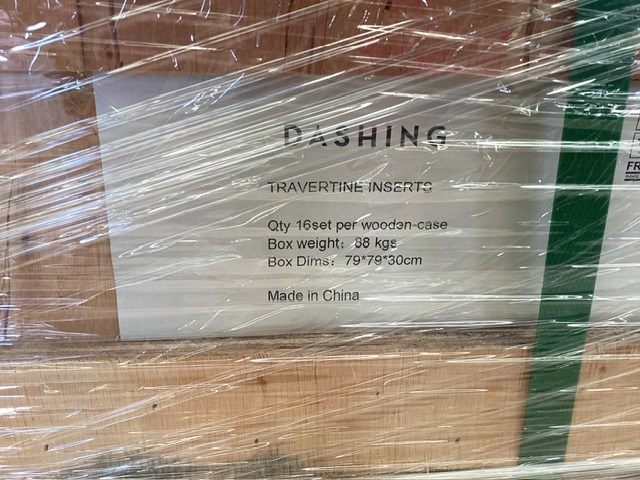 DASHING
TRAVERTINE INSERTS
Qty 16set per wooden-case
Box weight: 88 kgs
Box Dims: 79*79*30cm
Made in China
FR